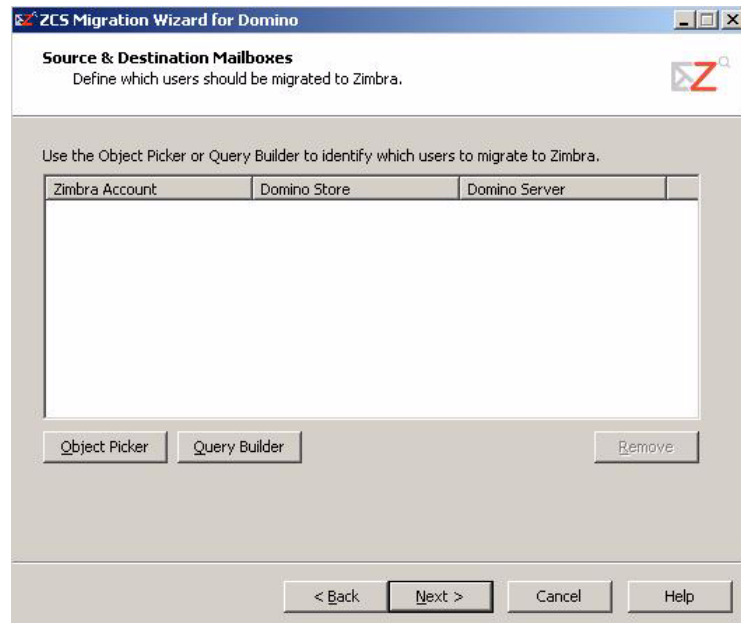 ZCS Migration Wizard for Domino
Source & Destination Mailboxes
Define which users should be migrated to Zimbra.
Z
Use the Object Picker or Query Builder to identify which users to migrate to Zimbra.
Zimbra Account Domino Store Domino Server
Object Picker Query Builder Remove
< Back Next > Cancel Help